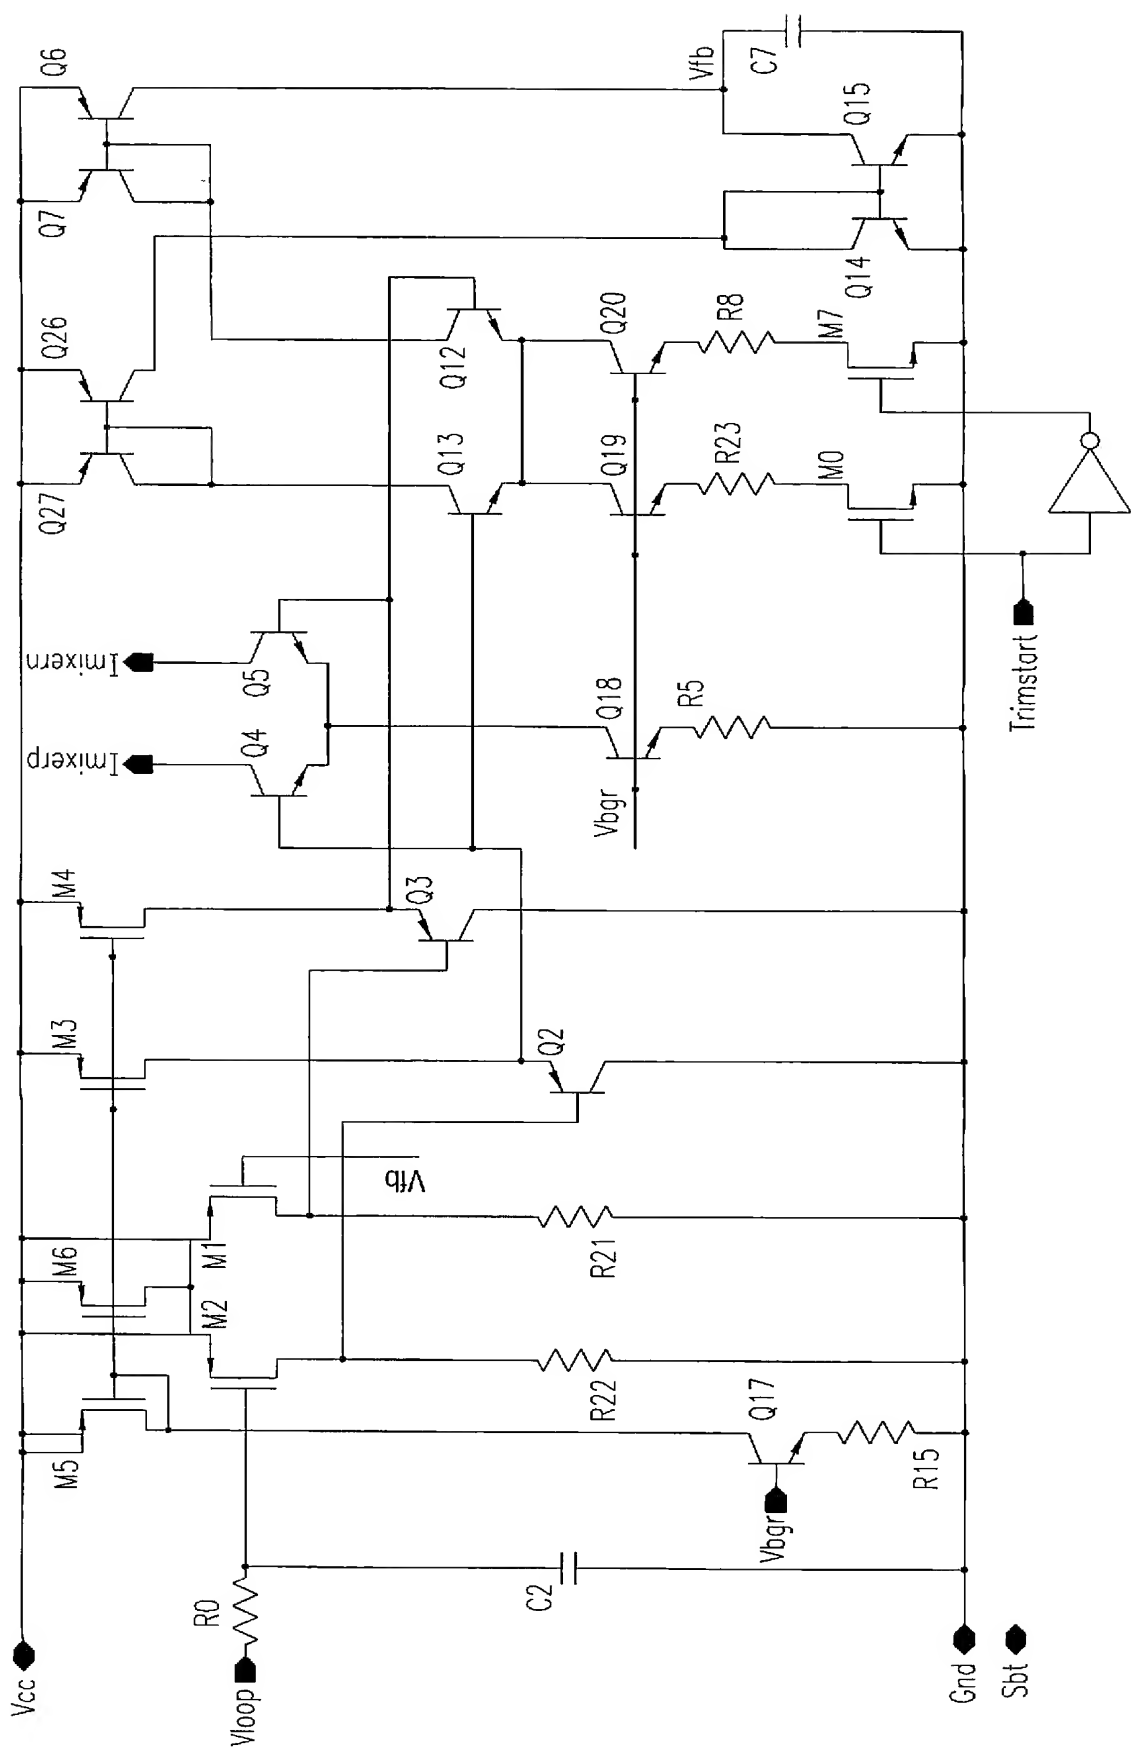 Vcc
Vloop
R0
M5
M6
M2
M1
M3
M4
Vfb
C2
R22
R21
Q17
Vbgr
R15
Q2
Q3
Imixerp
Imixern
Q4
Q5
Q18
Vbgr
R5
Q27
Q26
Q7
Q6
Q13
Q12
Q19
Q20
R23
R8
M0
M7
Q14
Q15
Vfb
C7
Trimstart
Gnd
Sbt